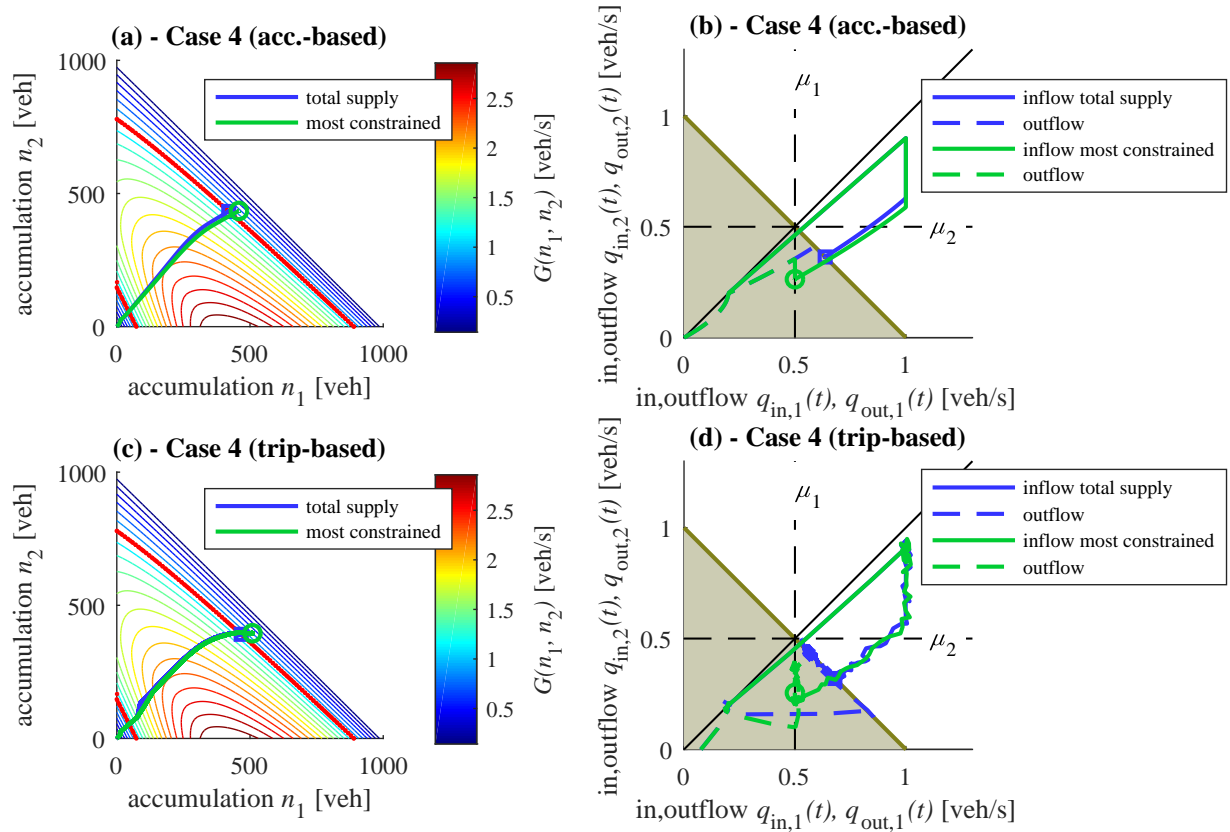 (a) - Case 4 (acc.-based)
accumulation n2 [veh]
1000
500
0
0
500
1000
accumulation n1 [veh]
total supply
most constrained
2.5
2
1.5
1
0.5
G(n1, n2) [veh/s]
(b) - Case 4 (acc.-based)
in,outflow qin,2(t), qout,2(t) [veh/s]
1
0.5
0
0
0.5
1
in,outflow qin,1(t), qout,1(t) [veh/s]
μ1
μ2
inflow total supply
outflow
inflow most constrained
outflow
(c) - Case 4 (trip-based)
accumulation n2 [veh]
1000
500
0
0
500
1000
accumulation n1 [veh]
total supply
most constrained
2.5
2
1.5
1
0.5
G(n1, n2) [veh/s]
(d) - Case 4 (trip-based)
in,outflow qin,2(t), qout,2(t) [veh/s]
1
0.5
0
0
0.5
1
in,outflow qin,1(t), qout,1(t) [veh/s]
μ1
μ2
inflow total supply
outflow
inflow most constrained
outflow